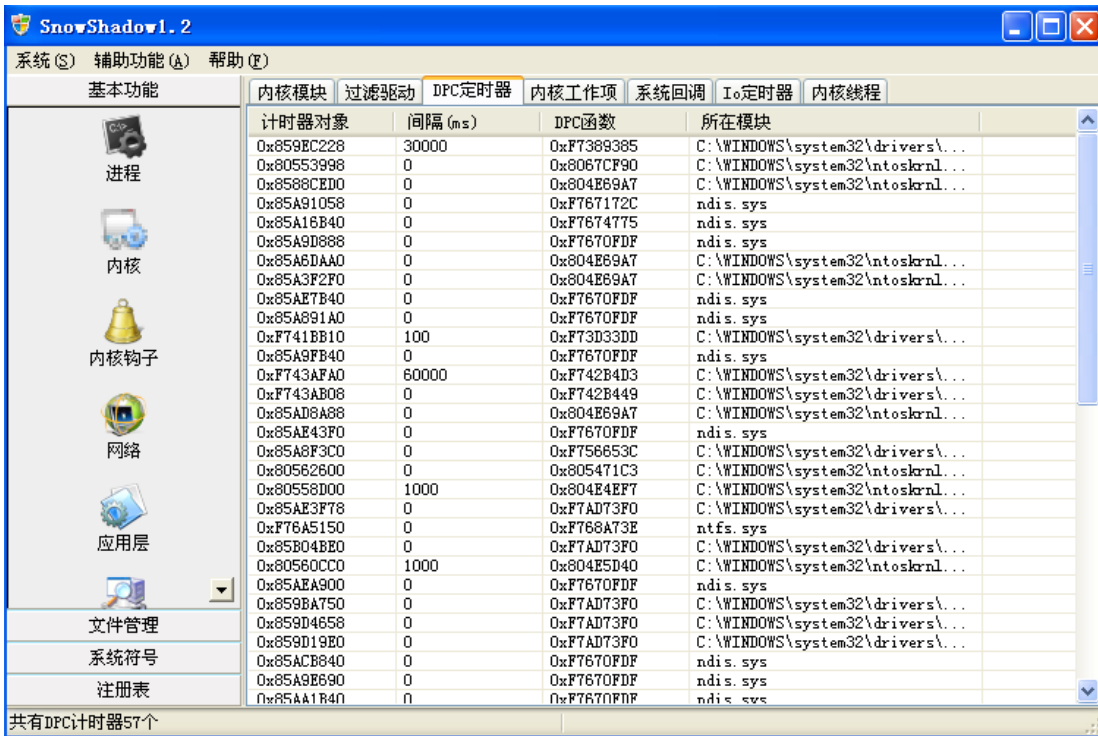 SnowShadow1.2
系统(S) 辅助功能(A) 帮助(F)
基本功能
进程
内核
内核钩子
网络
应用层
文件管理
系统符号
注册表
内核模块 过滤驱动 DPC定时器 内核工作项 系统回调 Io定时器 内核线程
计时器对象 间隔(ms) DPC函数 所在模块
0x859EC228 30000 0xF7389385 C:\WINDOWS\system32\drivers\...
0x80553998 0 0x8067CF90 C:\WINDOWS\system32\ntoskrnl...
0x8588CED0 0 0x804E69A7 C:\WINDOWS\system32\ntoskrnl...
0x85A91058 0 0xF767172C ndis.sys
0x85A16B40 0 0xF7674775 ndis.sys
0x85A9D888 0 0xF7670FDF ndis.sys
0x85A6DAA0 0 0x804E69A7 C:\WINDOWS\system32\ntoskrnl...
0x85A3F2F0 0 0x804E69A7 C:\WINDOWS\system32\ntoskrnl...
0x85AE7B40 0 0xF7670FDF ndis.sys
0x85A891A0 0 0xF7670FDF ndis.sys
0xF741BB10 100 0xF73D33DD C:\WINDOWS\system32\drivers\...
0x85A9FB40 0 0xF7670FDF ndis.sys
0xF743AFA0 60000 0xF742B4D3 C:\WINDOWS\system32\drivers\...
0xF743AB08 0 0xF742B449 C:\WINDOWS\system32\drivers\...
0x85AD8A88 0 0x804E69A7 C:\WINDOWS\system32\ntoskrnl...
0x85AE43F0 0 0xF7670FDF ndis.sys
0x85A8F3C0 0 0xF756653C C:\WINDOWS\system32\drivers\...
0x80562600 0 0x805471C3 C:\WINDOWS\system32\ntoskrnl...
0x80558D00 1000 0x804E4EF7 C:\WINDOWS\system32\ntoskrnl...
0x85AE3F78 0 0xF7AD73F0 C:\WINDOWS\system32\drivers\...
0xF76A5150 0 0xF768A73E ntfs.sys
0x85B04BE0 0 0xF7AD73F0 C:\WINDOWS\system32\drivers\...
0x80560CC0 1000 0x804E5D40 C:\WINDOWS\system32\ntoskrnl...
0x85AEA900 0 0xF7670FDF ndis.sys
0x859BA750 0 0xF7AD73F0 C:\WINDOWS\system32\drivers\...
0x859D4658 0 0xF7AD73F0 C:\WINDOWS\system32\drivers\...
0x859D19E0 0 0xF7AD73F0 C:\WINDOWS\system32\drivers\...
0x85ACB840 0 0xF7670FDF ndis.sys
0x85A9E690 0 0xF7670FDF ndis.sys
0x85AA1B40 0 0xF7670FDF ndis.sys
共有DPC计时器57个